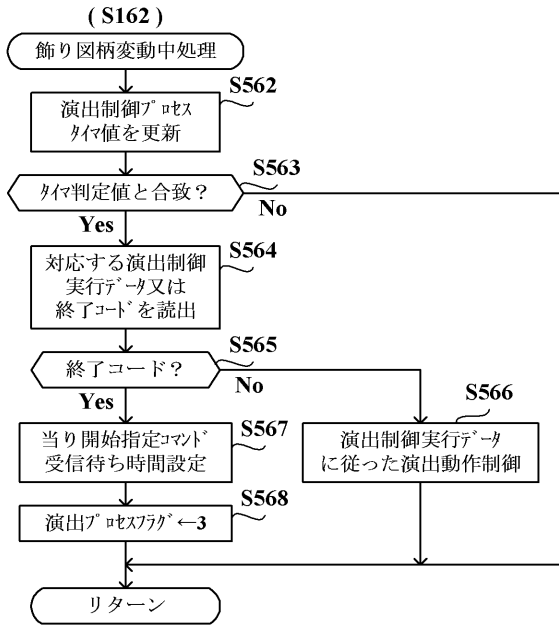 ( S162 )
飾り図柄変動中処理
S562
演出制御ﾌﾟﾛｾｽ
ﾀｲﾏ値を更新
S563
ﾀｲﾏ判定値と合致？
No
Yes
S564
対応する演出制御
実行ﾃﾞｰﾀ又は
終了ｺｰﾄﾞを読出
S565
終了コード？
No
Yes
S566
演出制御実行ﾃﾞｰﾀ
に従った演出動作制御
S567
当り開始指定ｺﾏﾝﾄﾞ
受信待ち時間設定
S568
演出ﾌﾟﾛｾｽﾌﾗｸﾞ←3
リターン